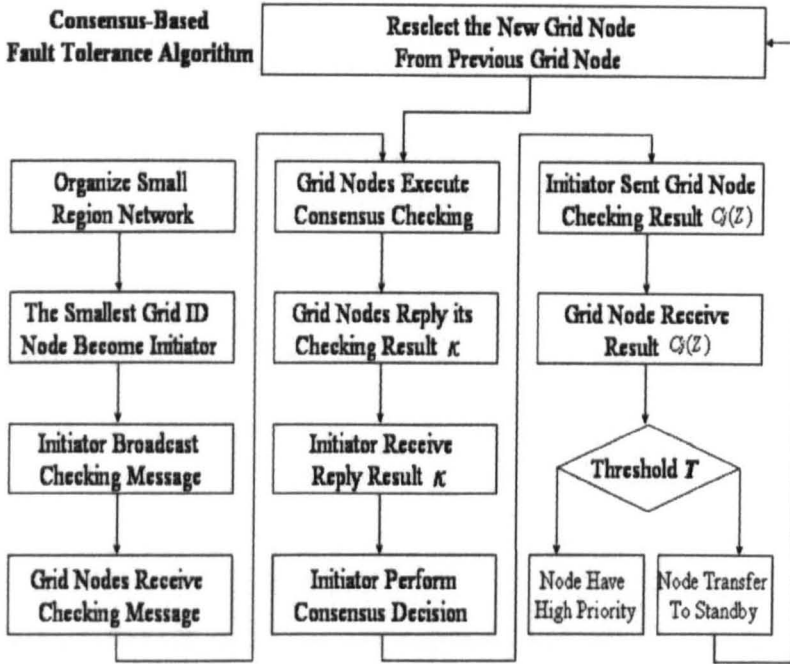 Consensus-Based
Fault Tolerance Algorithm
Reselect the New Grid Node
From Previous Grid Node
Organize Small
Region Network
The Smallest Grid ID
Node Become Initiator
Initiator Broadcast
Checking Message
Grid Nodes Receive
Checking Message
Grid Nodes Execute
Consensus Checking
Grid Nodes Reply its
Checking Result κ
Initiator Receive
Reply Result κ
Initiator Perform
Consensus Decision
Initiator Sent Grid Node
Checking Result Cj(Z)
Grid Node Receive
Result Cj(Z)
Threshold T
Node Have
High Priority
Node Transfer
To Standby